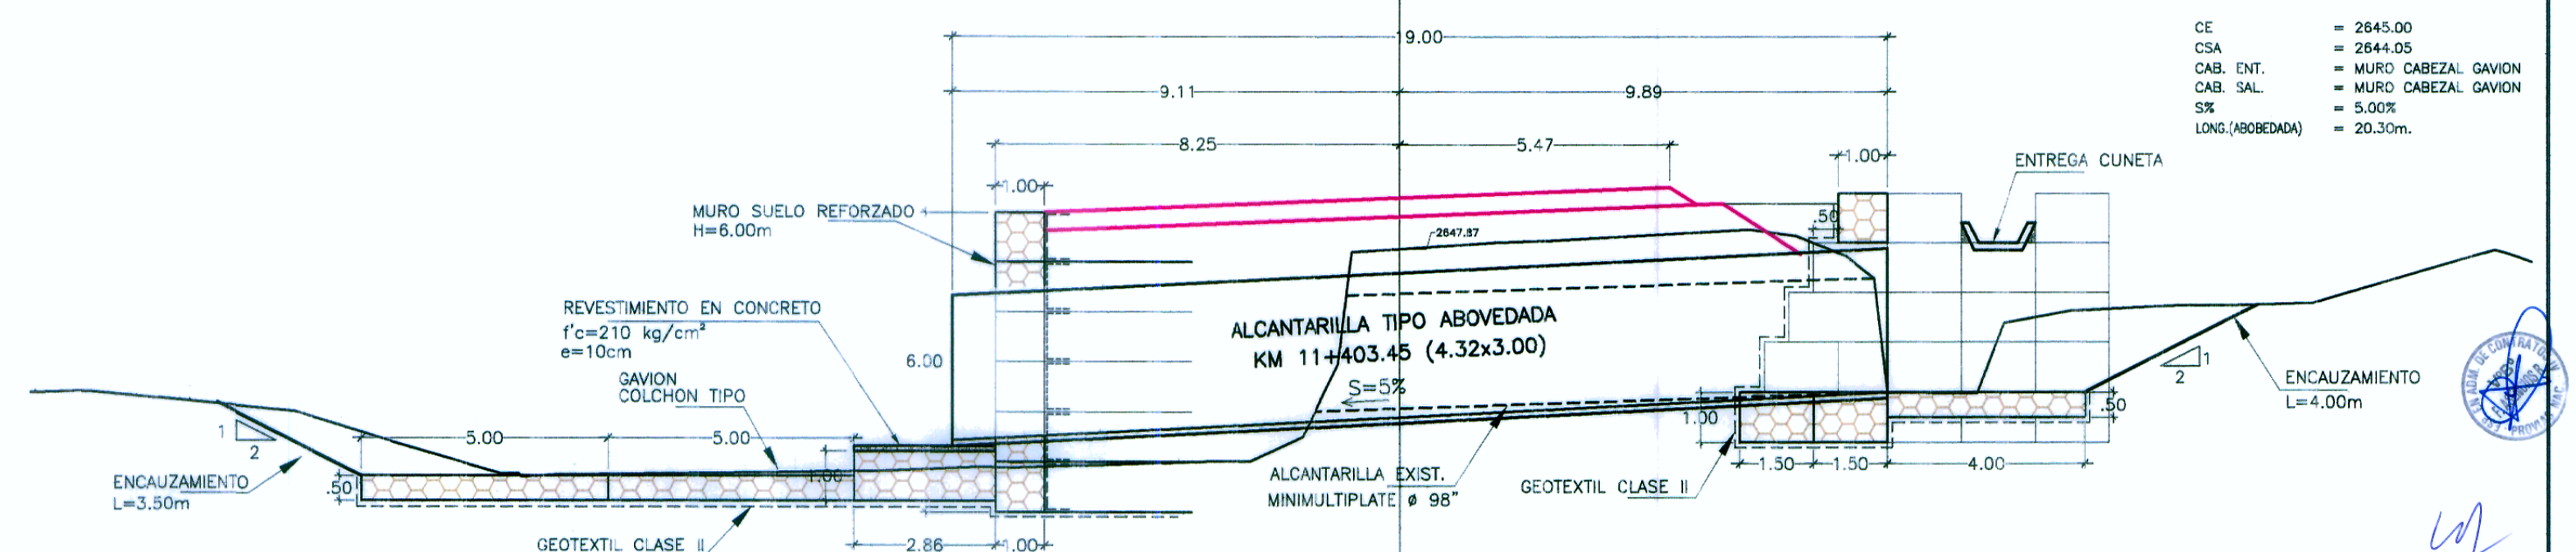 CE = 2645.00
CSA = 2644.05
CAB. ENT. = MURO CABEZAL GAVION
CAB. SAL. = MURO CABEZAL GAVION
S% = 5.00%
LONG.(ABOBEDADA) = 20.30m.
19.00
9.11
9.89
8.25
5.47
1.00
1.00
ENTREGA CUNETA
MURO SUELO REFORZADO
H=6.00m
.50
2647.87
REVESTIMIENTO EN CONCRETO
f'c=210 kg/cm²
e=10cm
ALCANTARILLA TIPO ABOVEDADA
KM 11+403.45 (4.32x3.00)
6.00
S=5%
GAVION
COLCHON TIPO
1
2
ENCAUZAMIENTO
L=4.00m
.50
1.00
5.00
5.00
1
2
1.00
ENCAUZAMIENTO
L=3.50m
.50
ALCANTARILLA EXIST.
MINIMULTIPLATE ø 98"
GEOTEXTIL CLASE II
1.50
1.50
4.00
GEOTEXTIL CLASE II
2.86
1.00